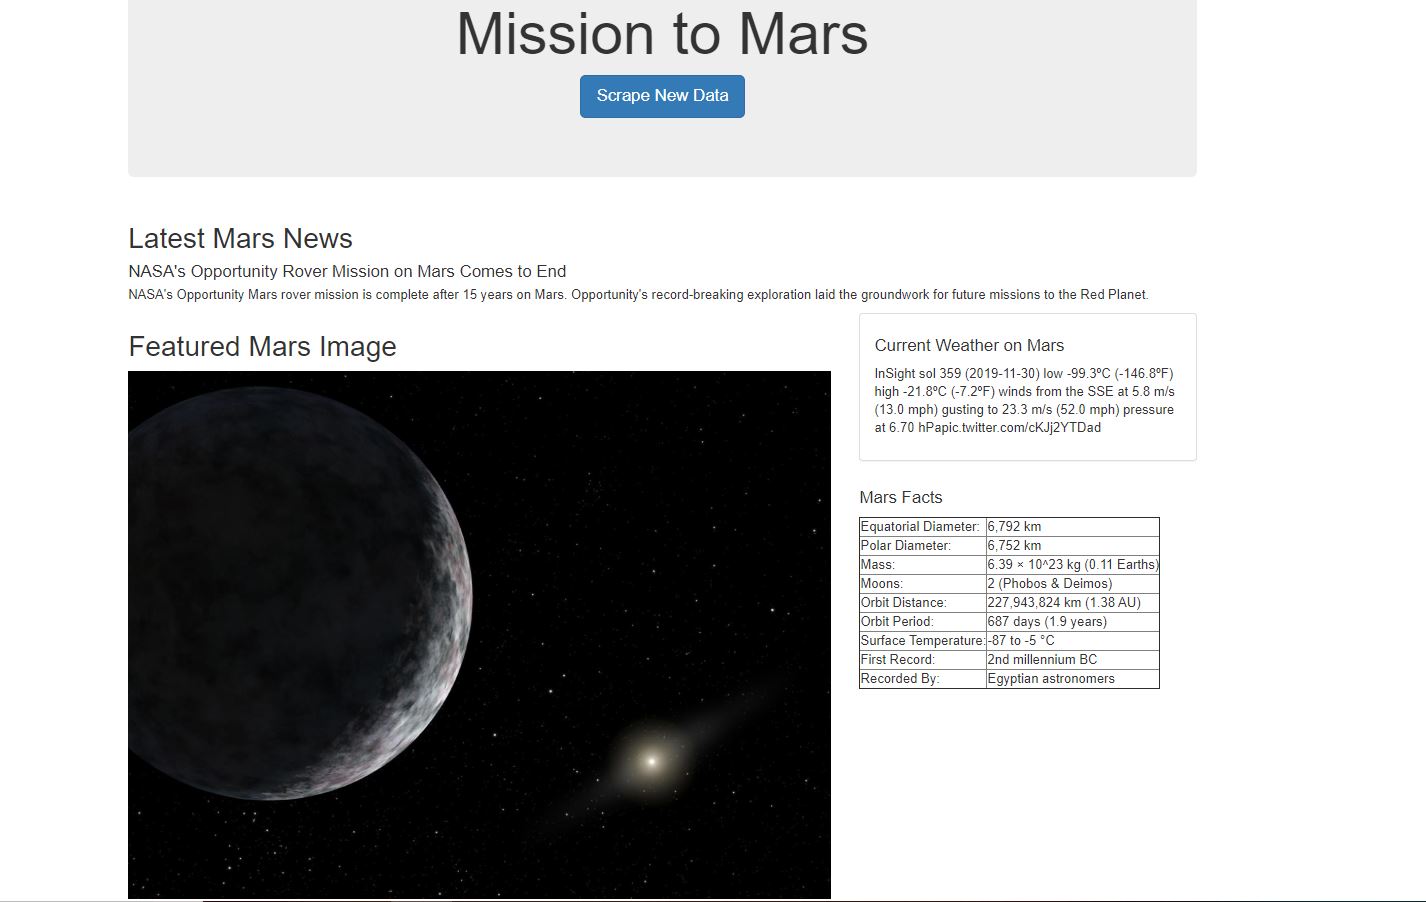 Mission to Mars
Scrape New Data
Latest Mars News
NASA's Opportunity Rover Mission on Mars Comes to End
NASA's Opportunity Mars rover mission is complete after 15 years on Mars. Opportunity's record-breaking exploration laid the groundwork for future missions to the Red Planet.
Featured Mars Image
Current Weather on Mars
InSight sol 359 (2019-11-30) low -99.3ºC (-146.8ºF)
high -21.8ºC (-7.2ºF) winds from the SSE at 5.8 m/s
(13.0 mph) gusting to 23.3 m/s (52.0 mph) pressure
at 6.70 hPapic.twitter.com/cKJj2YTDad
Mars Facts
Equatorial Diameter: 6,792 km
Polar Diameter: 6,752 km
Mass: 6.39 × 10^23 kg (0.11 Earths)
Moons: 2 (Phobos & Deimos)
Orbit Distance: 227,943,824 km (1.38 AU)
Orbit Period: 687 days (1.9 years)
Surface Temperature: -87 to -5 °C
First Record: 2nd millennium BC
Recorded By: Egyptian astronomers